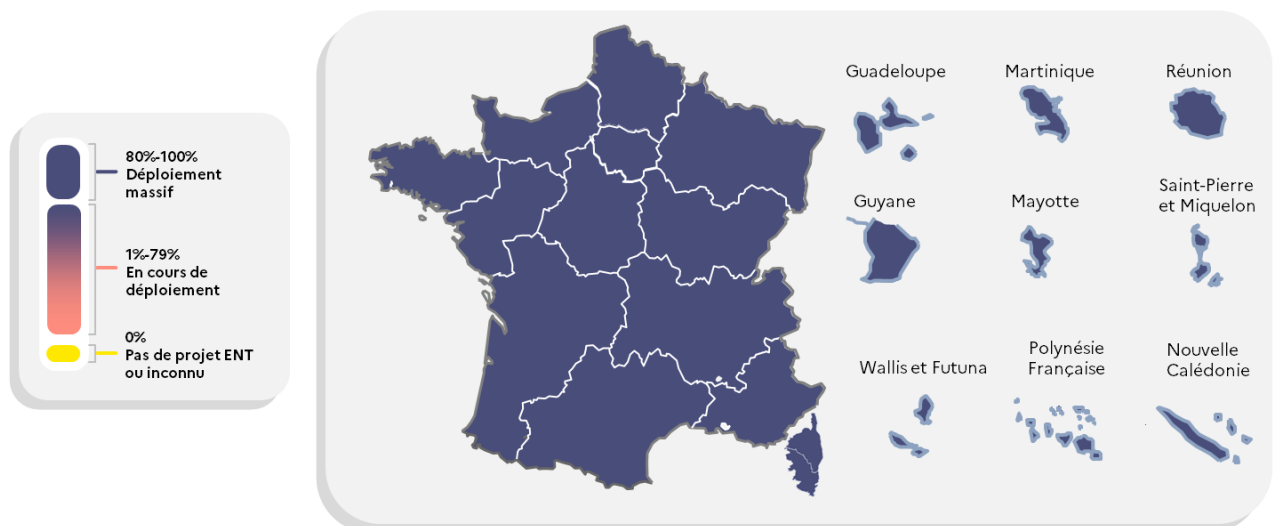 80%-100%
Déploiement
massif
1%-79%
En cours de
déploiement
0%
Pas de projet ENT
ou inconnu
Guadeloupe
Martinique
Réunion
Guyane
Mayotte
Saint-Pierre
et Miquelon
Wallis et Futuna
Polynésie
Française
Nouvelle
Calédonie